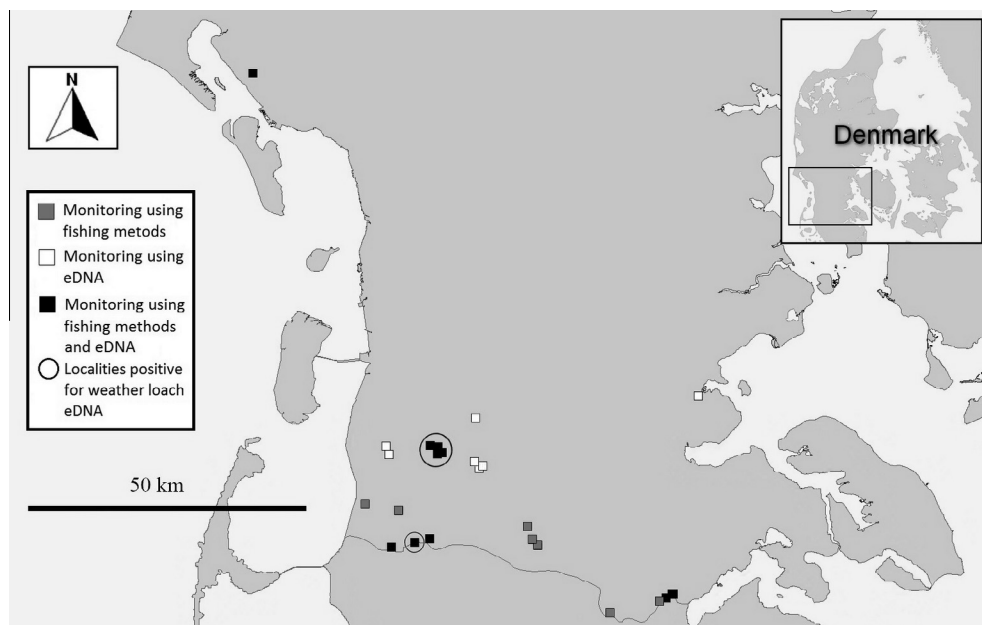 N
Denmark
Monitoring using
fishing metods
Monitoring using
eDNA
Monitoring using
fishing methods
and eDNA
Localities positive
for weather loach
eDNA
50 km